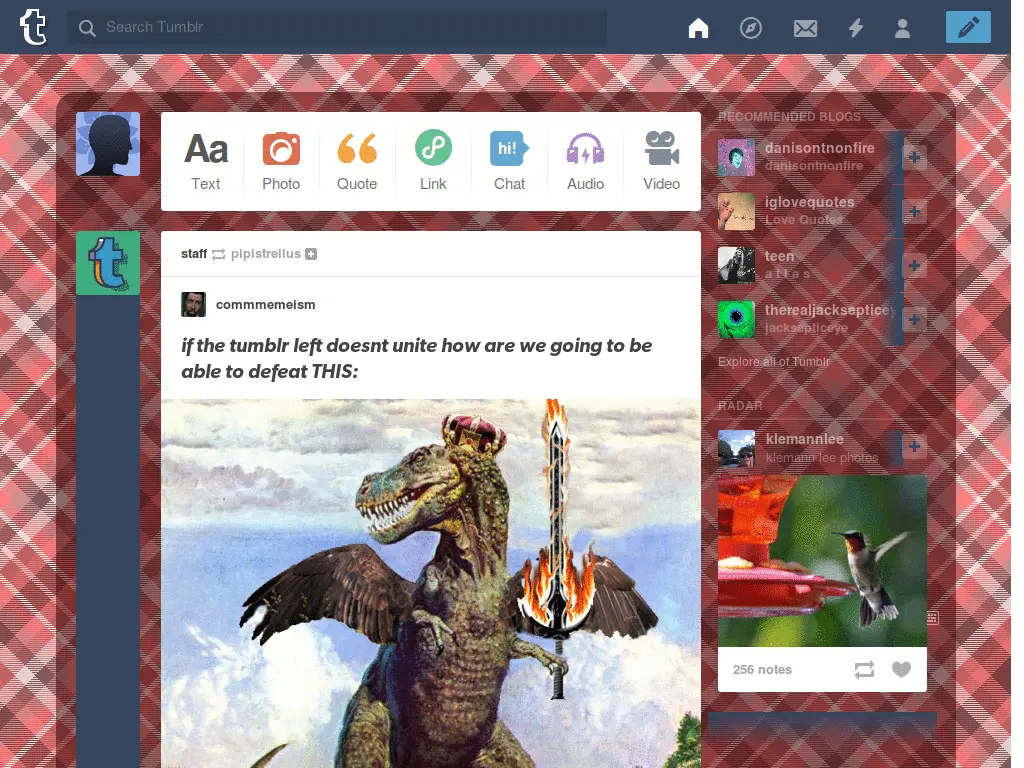 t
Search Tumblr
Aa
hi!
Text
Photo
Quote
Link
Chat
Audio
Video
t
staff pipistrellus
commmemeism
if the tumblr left doesnt unite how are we going to be
able to defeat THIS:
RECOMMENDED BLOGS
danisontnonfire
danisontnonfire
iglovequotes
Love Quotes
teen
a t l a s
therealjacksepticey
jacksepticeye
Explore all of Tumblr
RADAR
klemannlee
klemann lee photos
256 notes